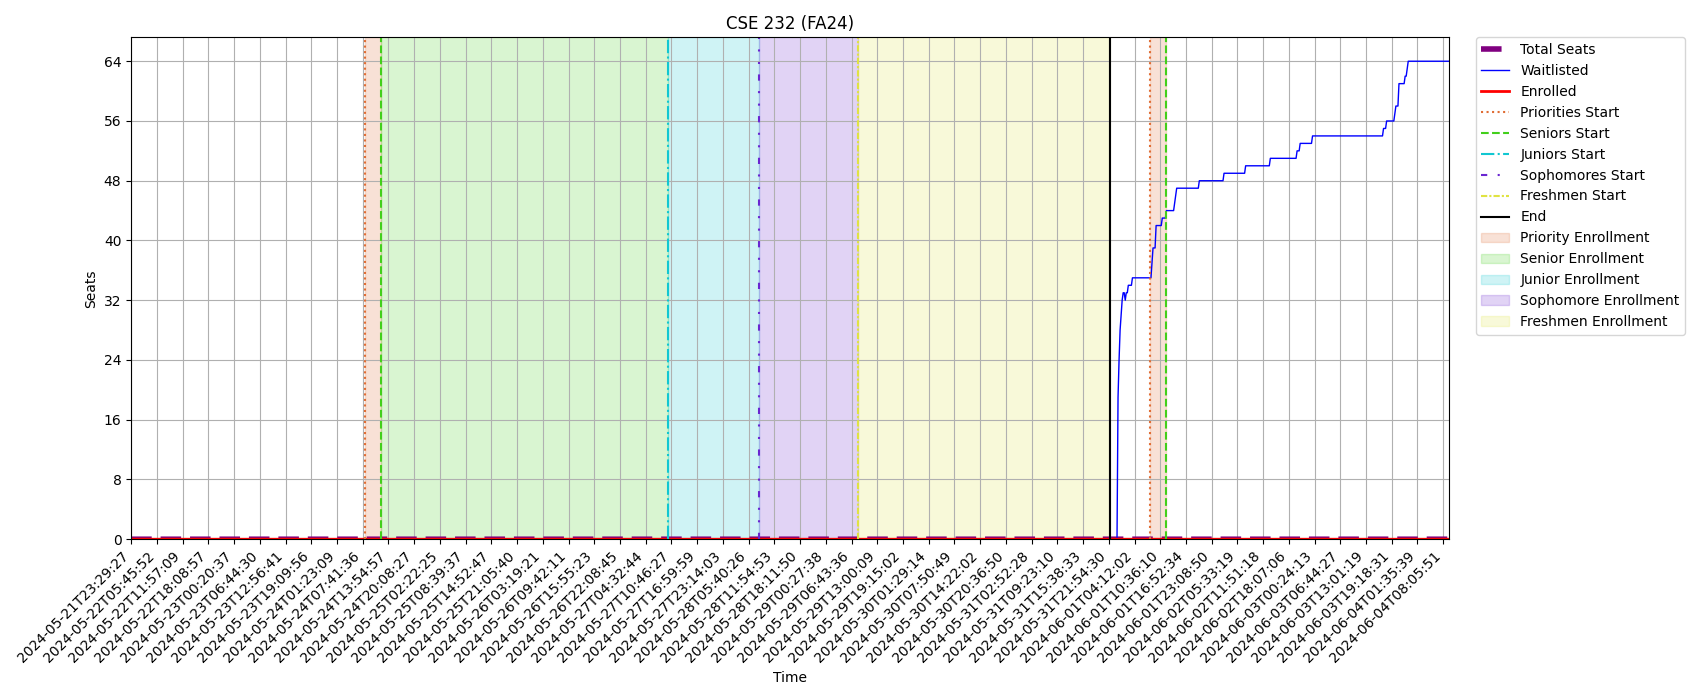 CSE 232 (FA24)
Seats
64
56
48
40
32
24
16
8
0
2024-05-21T23:29:27
2024-05-22T05:45:52
2024-05-22T11:57:09
2024-05-22T18:08:57
2024-05-23T00:20:37
2024-05-23T06:44:30
2024-05-23T12:56:41
2024-05-23T19:09:56
2024-05-24T01:23:09
2024-05-24T07:41:36
2024-05-24T13:54:57
2024-05-24T20:08:27
2024-05-25T02:22:25
2024-05-25T08:39:37
2024-05-25T14:52:47
2024-05-25T21:05:40
2024-05-26T03:19:21
2024-05-26T09:42:11
2024-05-26T15:55:23
2024-05-26T22:08:45
2024-05-27T04:32:44
2024-05-27T10:46:27
2024-05-27T16:59:59
2024-05-27T23:14:03
2024-05-28T05:40:26
2024-05-28T11:54:53
2024-05-28T18:11:50
2024-05-29T00:27:38
2024-05-29T06:43:36
2024-05-29T13:00:09
2024-05-29T19:15:02
2024-05-30T01:29:14
2024-05-30T07:50:49
2024-05-30T14:22:02
2024-05-30T20:36:50
2024-05-31T02:52:28
2024-05-31T09:23:10
2024-05-31T15:38:33
2024-05-31T21:54:30
2024-06-01T04:12:02
2024-06-01T10:36:10
2024-06-01T16:52:34
2024-06-01T23:08:50
2024-06-02T05:33:19
2024-06-02T11:51:18
2024-06-02T18:07:06
2024-06-03T00:24:13
2024-06-03T06:44:27
2024-06-03T13:01:19
2024-06-03T19:18:31
2024-06-04T01:35:39
2024-06-04T08:05:51
Time
Total Seats
Waitlisted
Enrolled
Priorities Start
Seniors Start
Juniors Start
Sophomores Start
Freshmen Start
End
Priority Enrollment
Senior Enrollment
Junior Enrollment
Sophomore Enrollment
Freshmen Enrollment